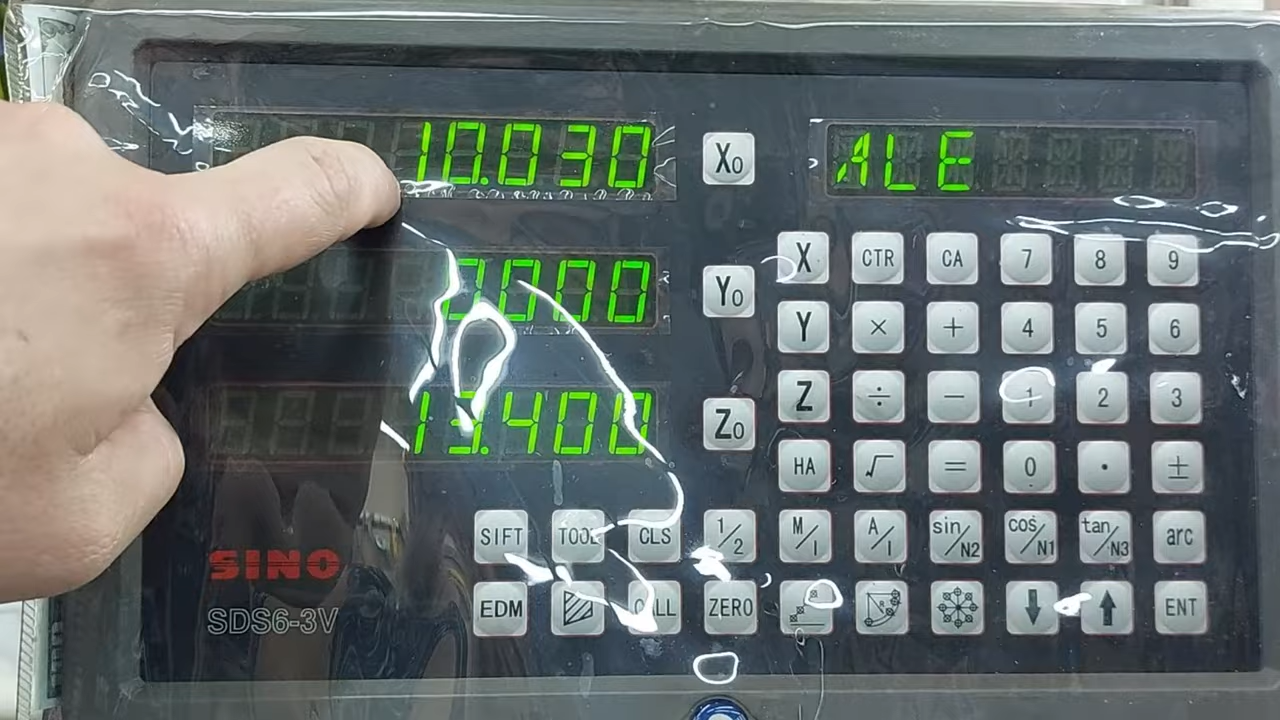 10.030 X0 ALE
0.000 Y0
13.400 Z0
X CTR CA 7 8 9
Y × + 4 5 6
Z ÷ − 1 2 3
HA √ = 0 . ±
SIFT TOOL CLS 1/2 M/I A/I sin/N2 cos/N1 tan/N3 arc
EDM CALL ZERO R ⬇ ⬆ ENT
SINO
SDS6-3V